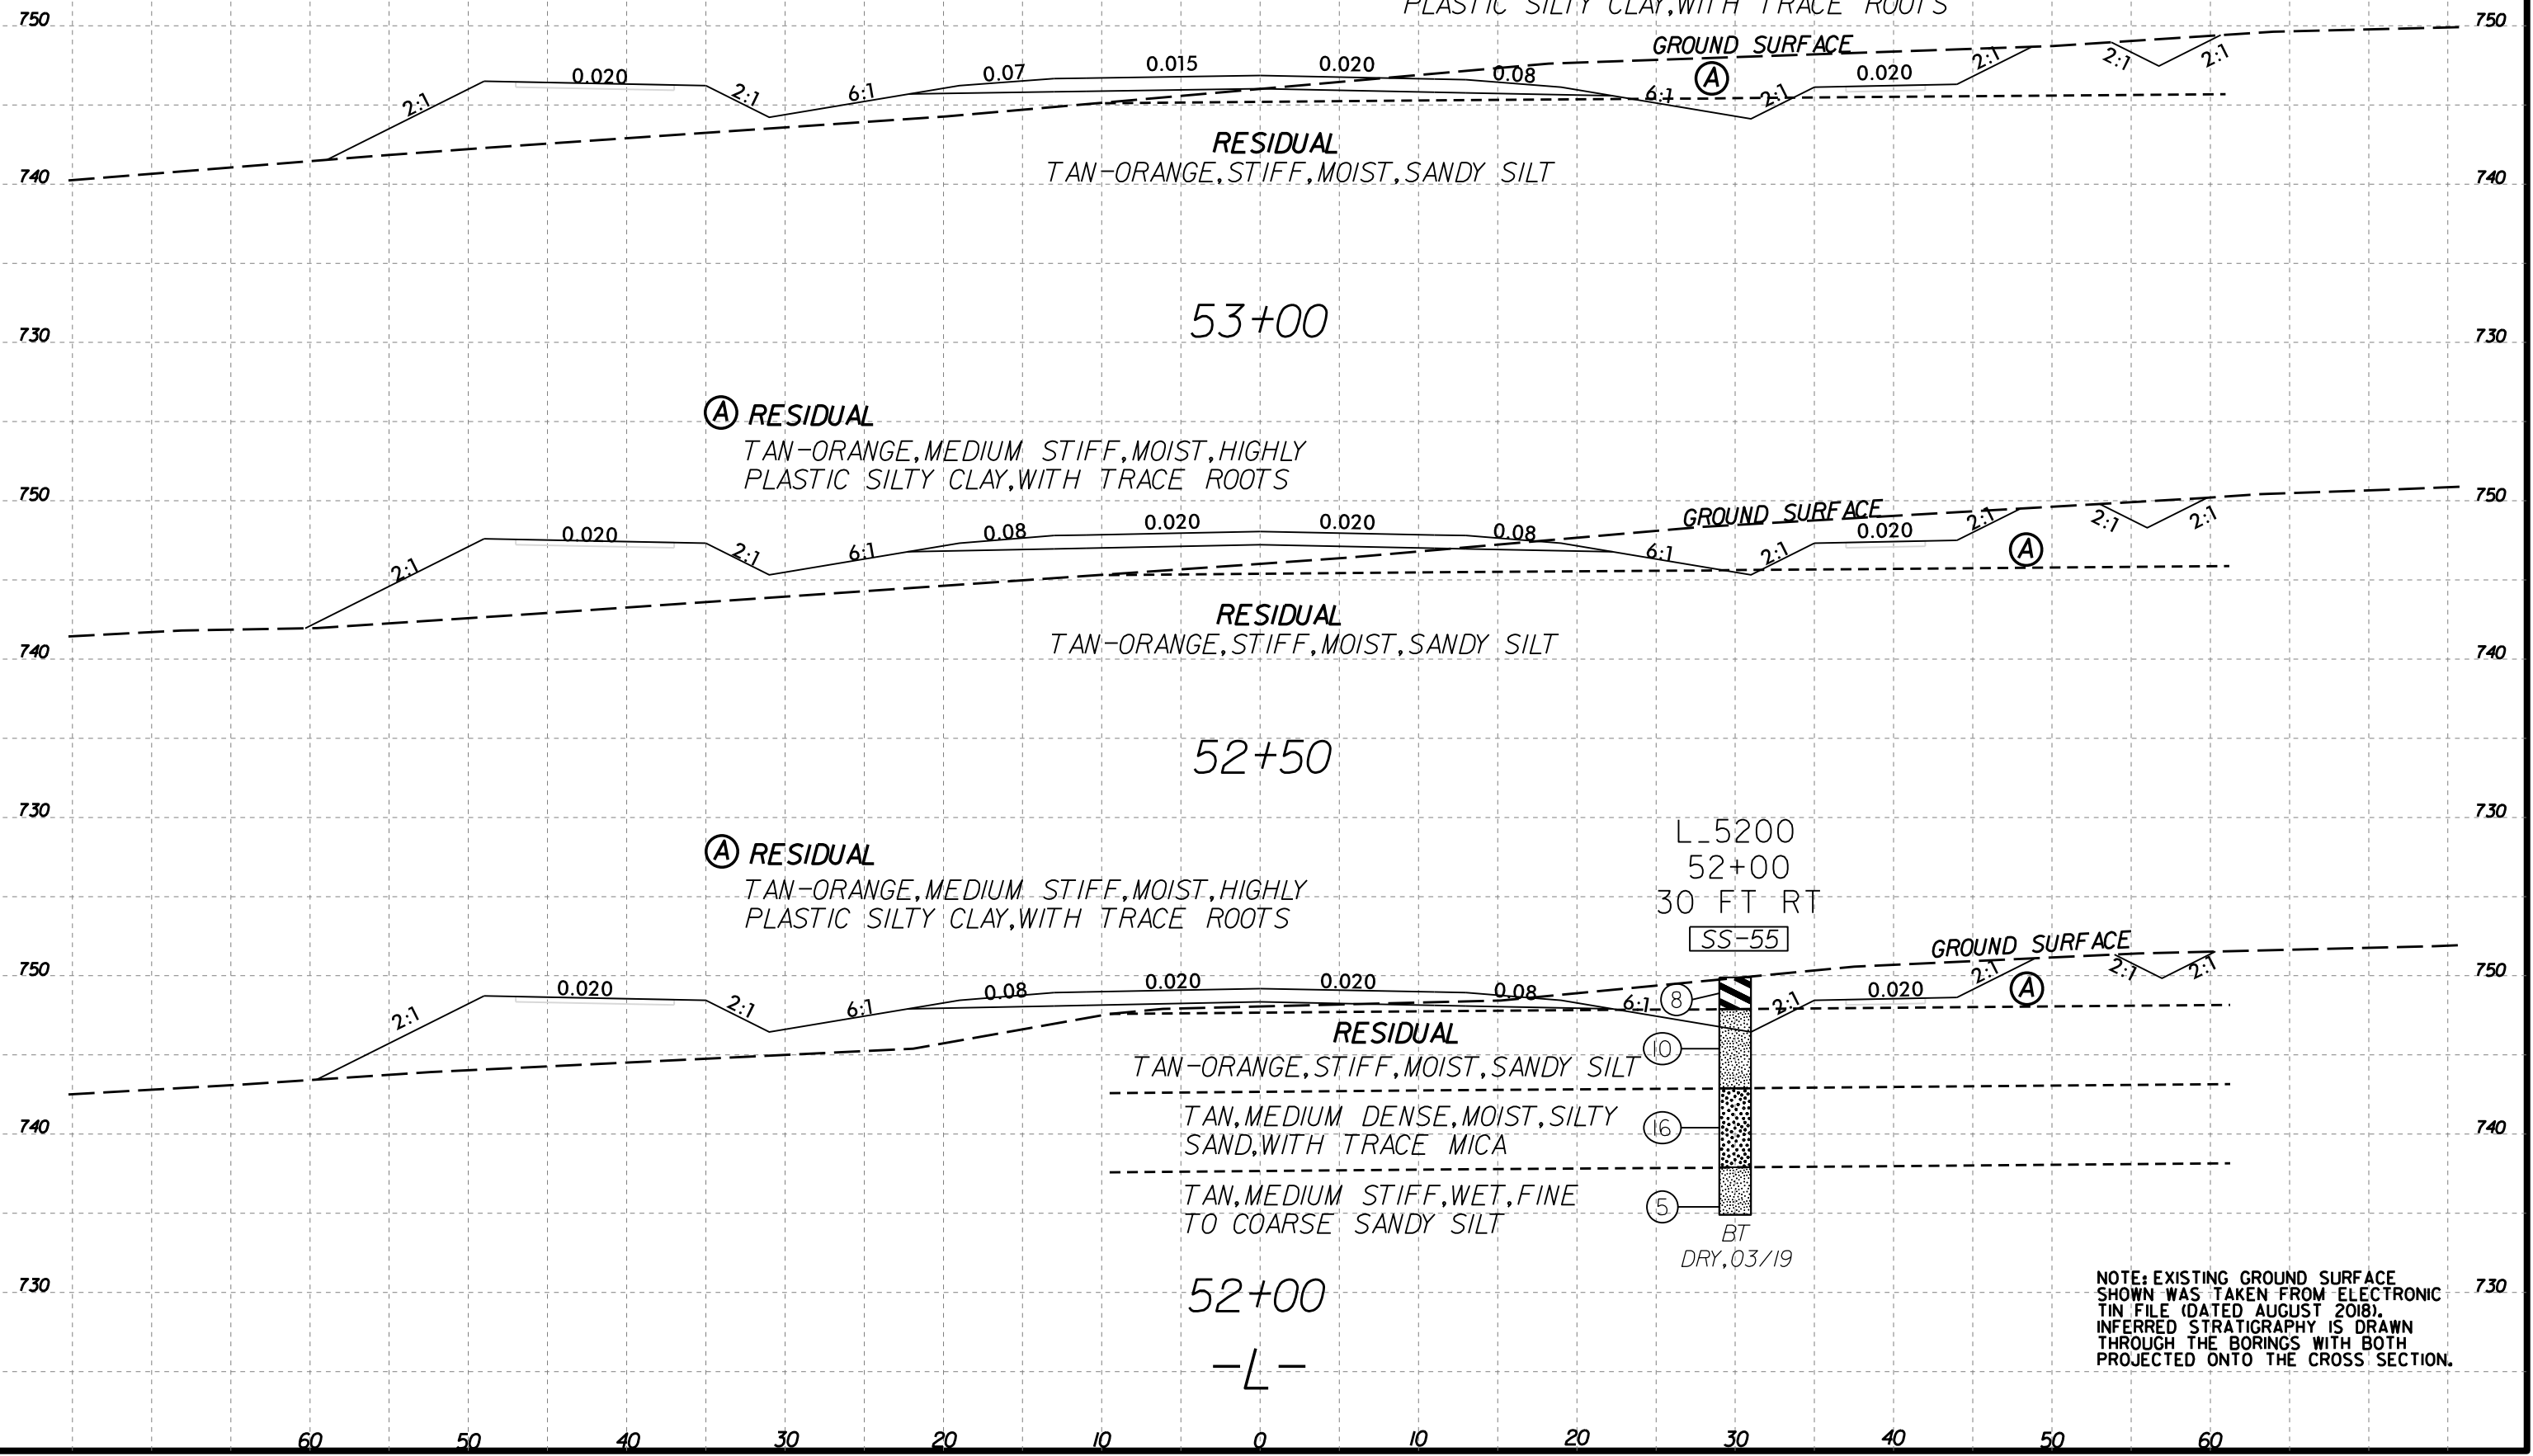 PLASTIC SILTY CLAY, WITH TRACE ROOTS
750 750
GROUND SURFACE
2:1 0.020 2:1 6:1 0.07 0.015 0.020 0.08 6:1 2:1 0.020 2:1 2:1 2:1
A
RESIDUAL
TAN-ORANGE, STIFF, MOIST, SANDY SILT
740 740
53+00
730 730
A RESIDUAL
TAN-ORANGE, MEDIUM STIFF, MOIST, HIGHLY
PLASTIC SILTY CLAY, WITH TRACE ROOTS
750 750
GROUND SURFACE
2:1 0.020 2:1 6:1 0.08 0.020 0.020 0.08 6:1 2:1 0.020 2:1 2:1 2:1
A
RESIDUAL
TAN-ORANGE, STIFF, MOIST, SANDY SILT
740 740
52+50
730 730
A RESIDUAL
TAN-ORANGE, MEDIUM STIFF, MOIST, HIGHLY
PLASTIC SILTY CLAY, WITH TRACE ROOTS
L_5200
52+00
30 FT RT
SS-55
GROUND SURFACE
750 750
2:1 0.020 2:1 6:1 0.08 0.020 0.020 0.08 6:1 2:1 0.020 2:1 2:1 2:1
A
8
RESIDUAL
TAN-ORANGE, STIFF, MOIST, SANDY SILT
10
TAN, MEDIUM DENSE, MOIST, SILTY
SAND, WITH TRACE MICA
16
740 740
TAN, MEDIUM STIFF, WET, FINE
TO COARSE SANDY SILT
5
BT
DRY, 03/19
52+00
730 730
NOTE: EXISTING GROUND SURFACE
SHOWN WAS TAKEN FROM ELECTRONIC
TIN FILE (DATED AUGUST 2018).
INFERRED STRATIGRAPHY IS DRAWN
THROUGH THE BORINGS WITH BOTH
PROJECTED ONTO THE CROSS SECTION.
-L-
60 50 40 30 20 10 0 10 20 30 40 50 60